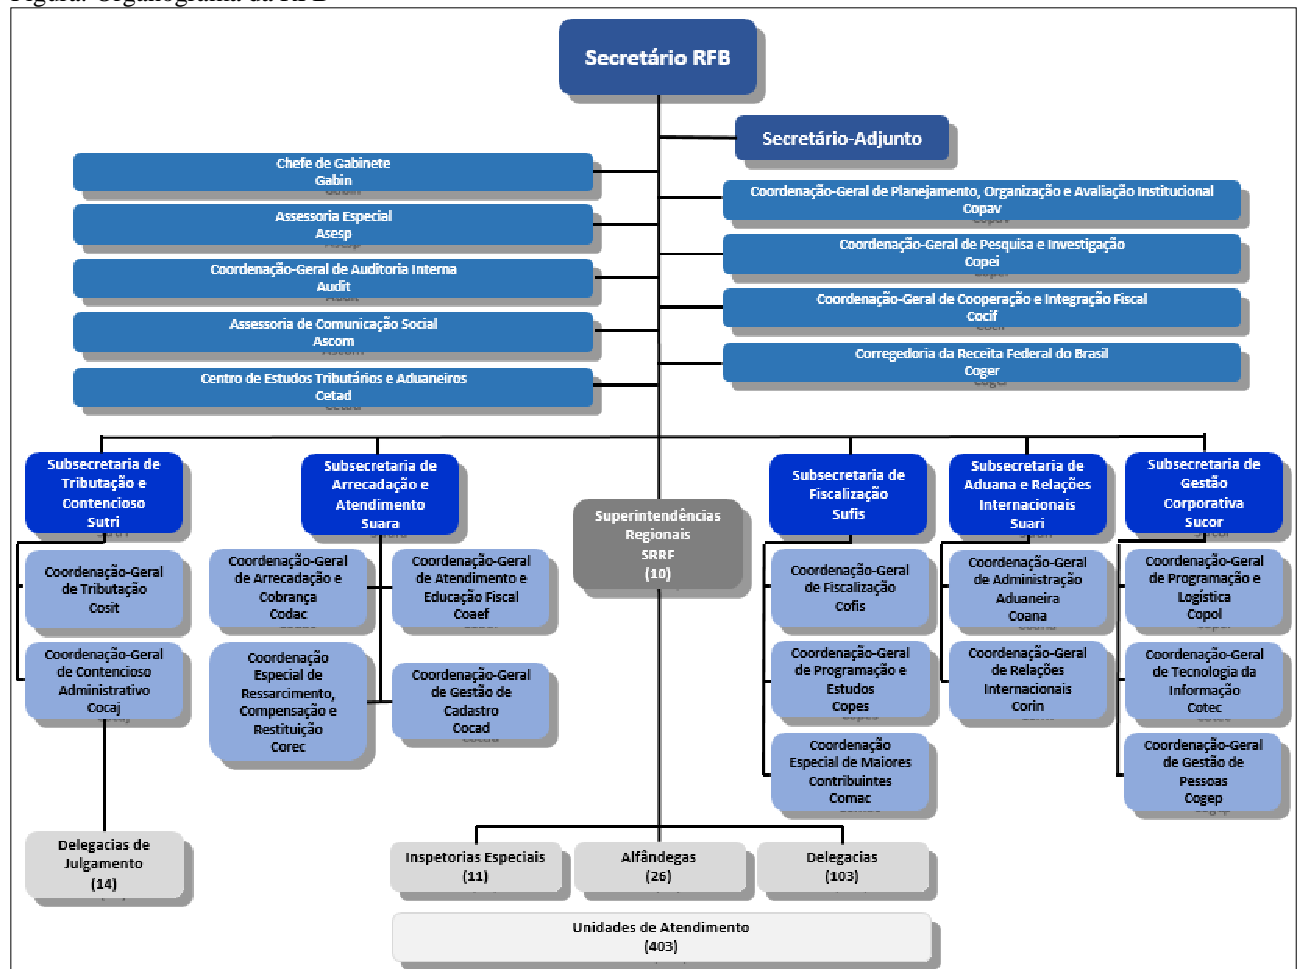 Figura: Organograma da RFB
Secretário RFB
Secretário-Adjunto
Chefe de Gabinete
Gabin
Assessoria Especial
Asesp
Coordenação-Geral de Auditoria Interna
Audit
Assessoria de Comunicação Social
Ascom
Centro de Estudos Tributários e Aduaneiros
Cetad
Coordenação-Geral de Planejamento, Organização e Avaliação Institucional
Copav
Coordenação-Geral de Pesquisa e Investigação
Copei
Coordenação-Geral de Cooperação e Integração Fiscal
Cocif
Corregedoria da Receita Federal do Brasil
Coger
Subsecretaria de
Tributação e
Contencioso
Sutri
Coordenação-Geral
de Tributação
Cosit
Coordenação-Geral
de Contencioso
Administrativo
Cocaj
Delegacias de
Julgamento
(14)
Subsecretaria de
Arrecadação e
Atendimento
Suara
Coordenação-Geral
de Arrecadação e
Cobrança
Codac
Coordenação-Geral
de Atendimento e
Educação Fiscal
Coaef
Coordenação
Especial de
Ressarcimento,
Compensação e
Restituição
Corec
Coordenação-Geral
de Gestão de
Cadastro
Cocad
Superintendências
Regionais
SRRF
(10)
Subsecretaria de
Fiscalização
Sufis
Coordenação-Geral
de Fiscalização
Cofis
Coordenação-Geral
de Programação e
Estudos
Copes
Coordenação
Especial de Maiores
Contribuintes
Comac
Subsecretaria de
Aduana e Relações
Internacionais
Suari
Coordenação-Geral
de Administração
Aduaneira
Coana
Coordenação-Geral
de Relações
Internacionais
Corin
Subsecretaria de
Gestão
Corporativa
Sucor
Coordenação-Geral
de Programação e
Logística
Copol
Coordenação-Geral
de Tecnologia da
Informação
Cotec
Coordenação-Geral
de Gestão de
Pessoas
Cogep
Inspetorias Especiais
(11)
Alfândegas
(26)
Delegacias
(103)
Unidades de Atendimento
(403)